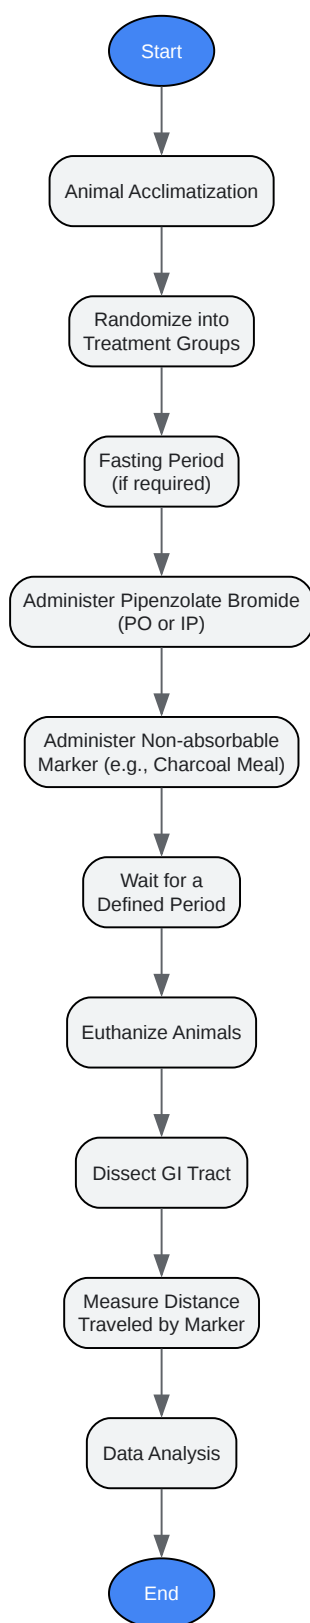 Start
Animal Acclimatization
Randomize into
Treatment Groups
Fasting Period
(if required)
Administer Pipenzolate Bromide
(PO or IP)
Administer Non-absorbable
Marker (e.g., Charcoal Meal)
Wait for a
Defined Period
Euthanize Animals
Dissect GI Tract
Measure Distance
Traveled by Marker
Data Analysis
End